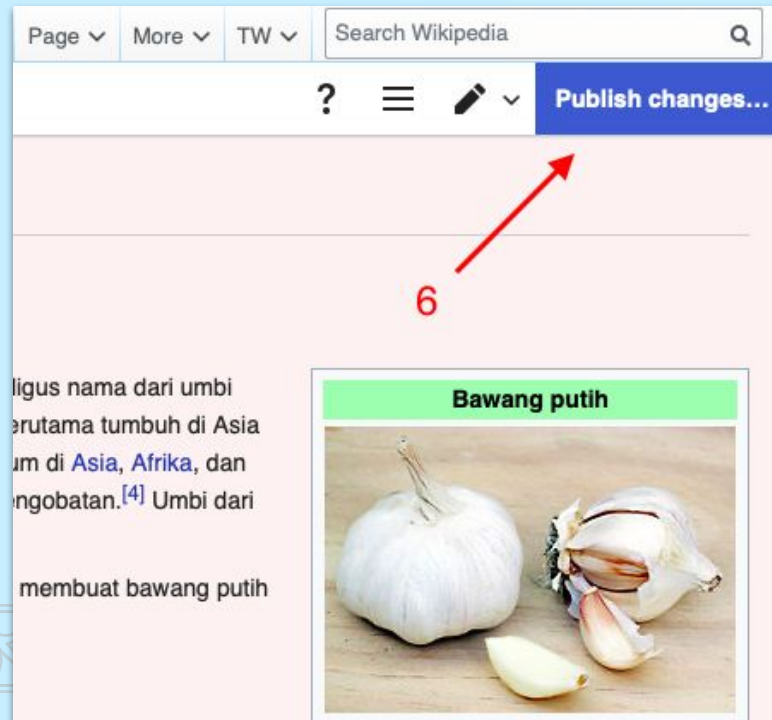 Page More TW Search Wikipedia
? Publish changes...
6
ligus nama dari umbi
erutama tumbuh di Asia
um di Asia, Afrika, dan
engobatan.[4] Umbi dari
membuat bawang putih
Bawang putih